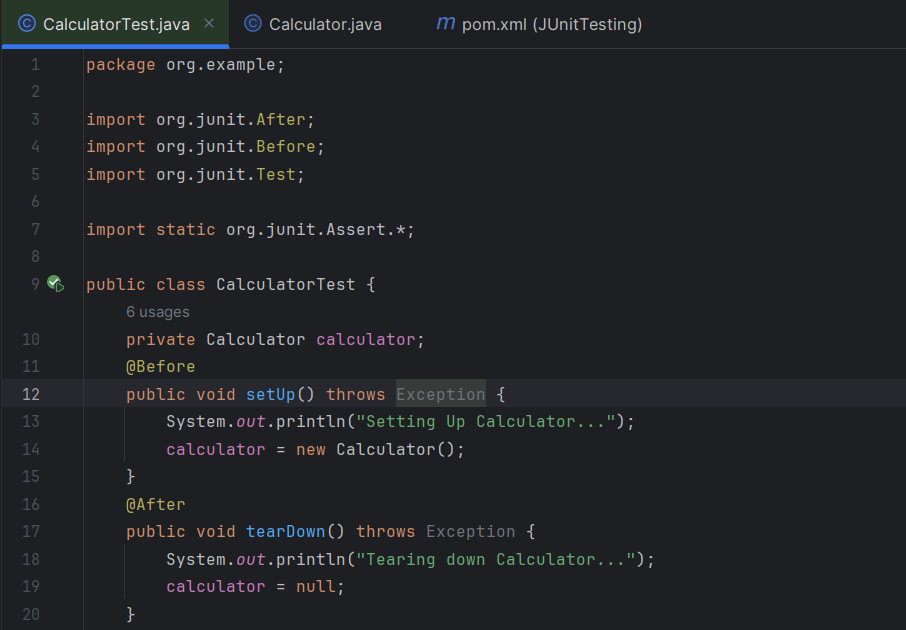 CalculatorTest.java × Calculator.java m pom.xml (JUnitTesting)
1 package org.example;
2
3 import org.junit.After;
4 import org.junit.Before;
5 import org.junit.Test;
6
7 import static org.junit.Assert.*;
8
9 public class CalculatorTest {
6 usages
10 private Calculator calculator;
11 @Before
12 public void setUp() throws Exception {
13 System.out.println("Setting Up Calculator...");
14 calculator = new Calculator();
15 }
16 @After
17 public void tearDown() throws Exception {
18 System.out.println("Tearing down Calculator...");
19 calculator = null;
20 }